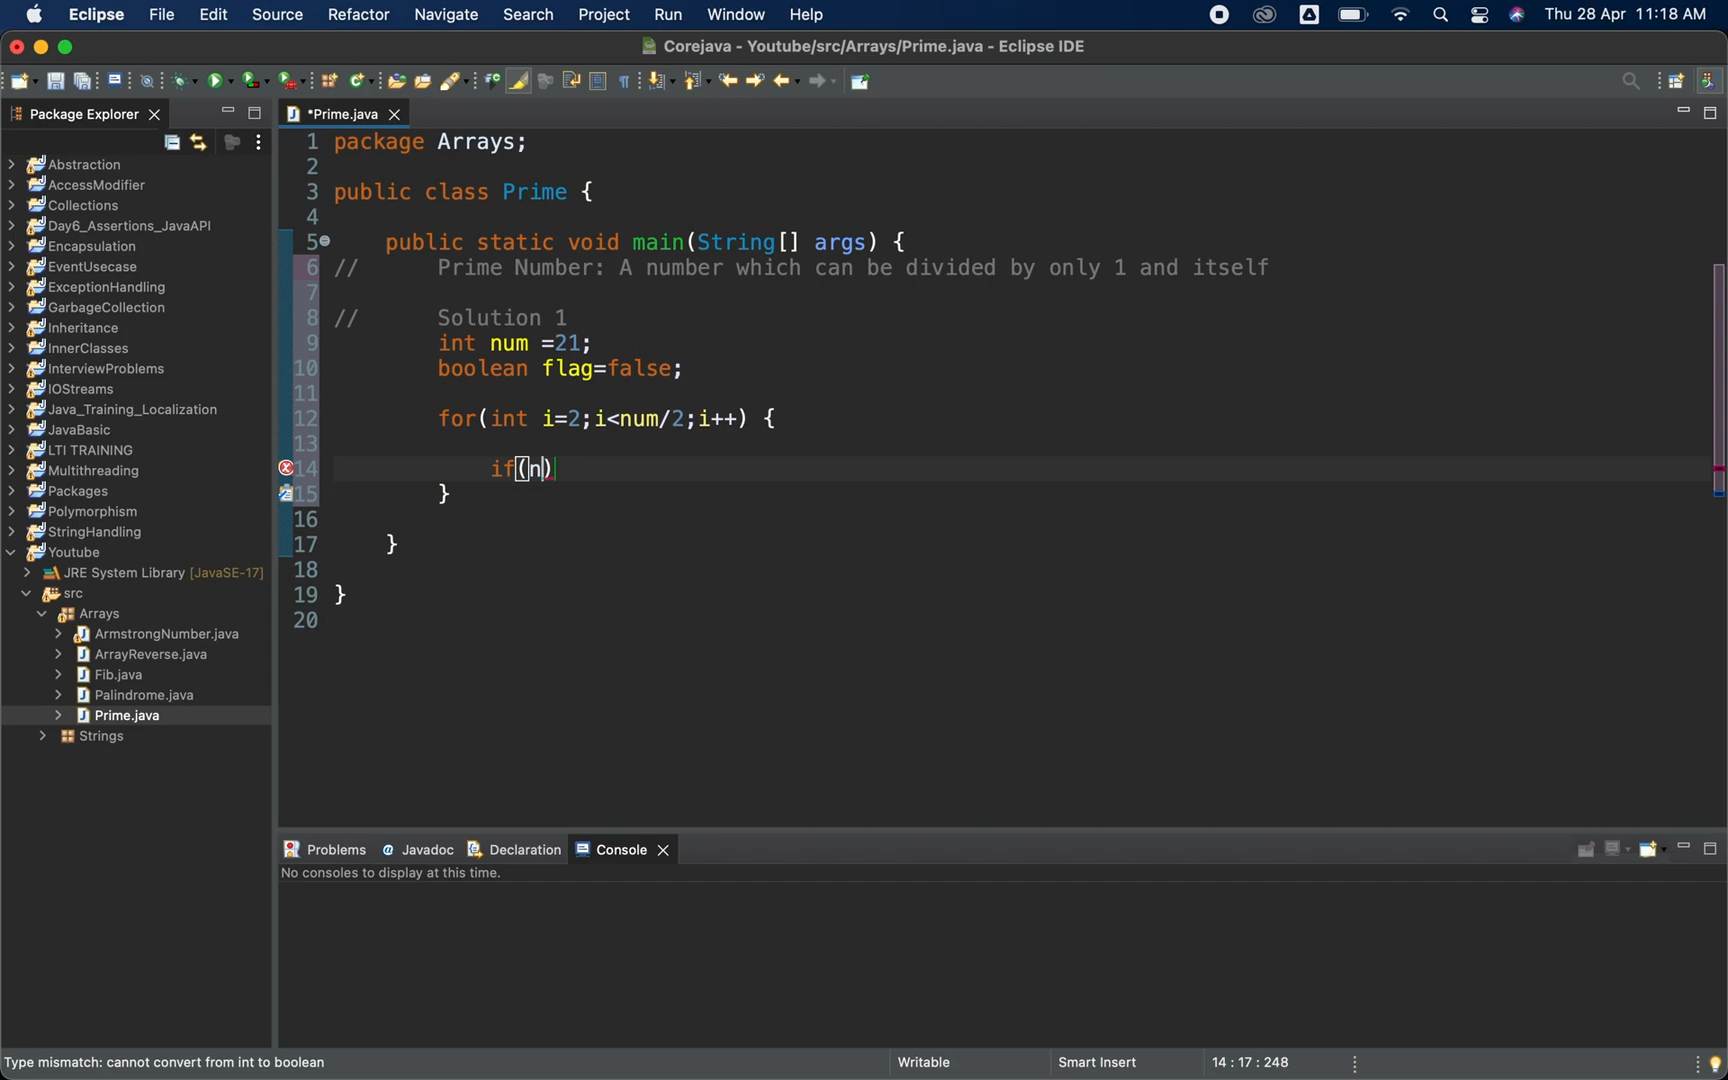 Eclipse File Edit Source Refactor Navigate Search Project Run Window Help Thu 28 Apr 11:18 AM
Corejava - Youtube/src/Arrays/Prime.java - Eclipse IDE
Package Explorer
*Prime.java
Abstraction
AccessModifier
Collections
Day6_Assertions_JavaAPI
Encapsulation
EventUsecase
ExceptionHandling
GarbageCollection
Inheritance
InnerClasses
InterviewProblems
IOStreams
Java_Training_Localization
JavaBasic
LTI TRAINING
Multithreading
Packages
Polymorphism
StringHandling
Youtube
JRE System Library [JavaSE-17]
src
Arrays
ArmstrongNumber.java
ArrayReverse.java
Fib.java
Palindrome.java
Prime.java
Strings
1 package Arrays;
2
3 public class Prime {
4
5 public static void main(String[] args) {
6 // Prime Number: A number which can be divided by only 1 and itself
7
8 // Solution 1
9 int num =21;
10 boolean flag=false;
11
12 for(int i=2;i<num/2;i++) {
13
14 if(n)
15 }
16
17 }
18
19 }
20
Problems @ Javadoc Declaration Console
No consoles to display at this time.
Type mismatch: cannot convert from int to boolean Writable Smart Insert 14 : 17 : 248